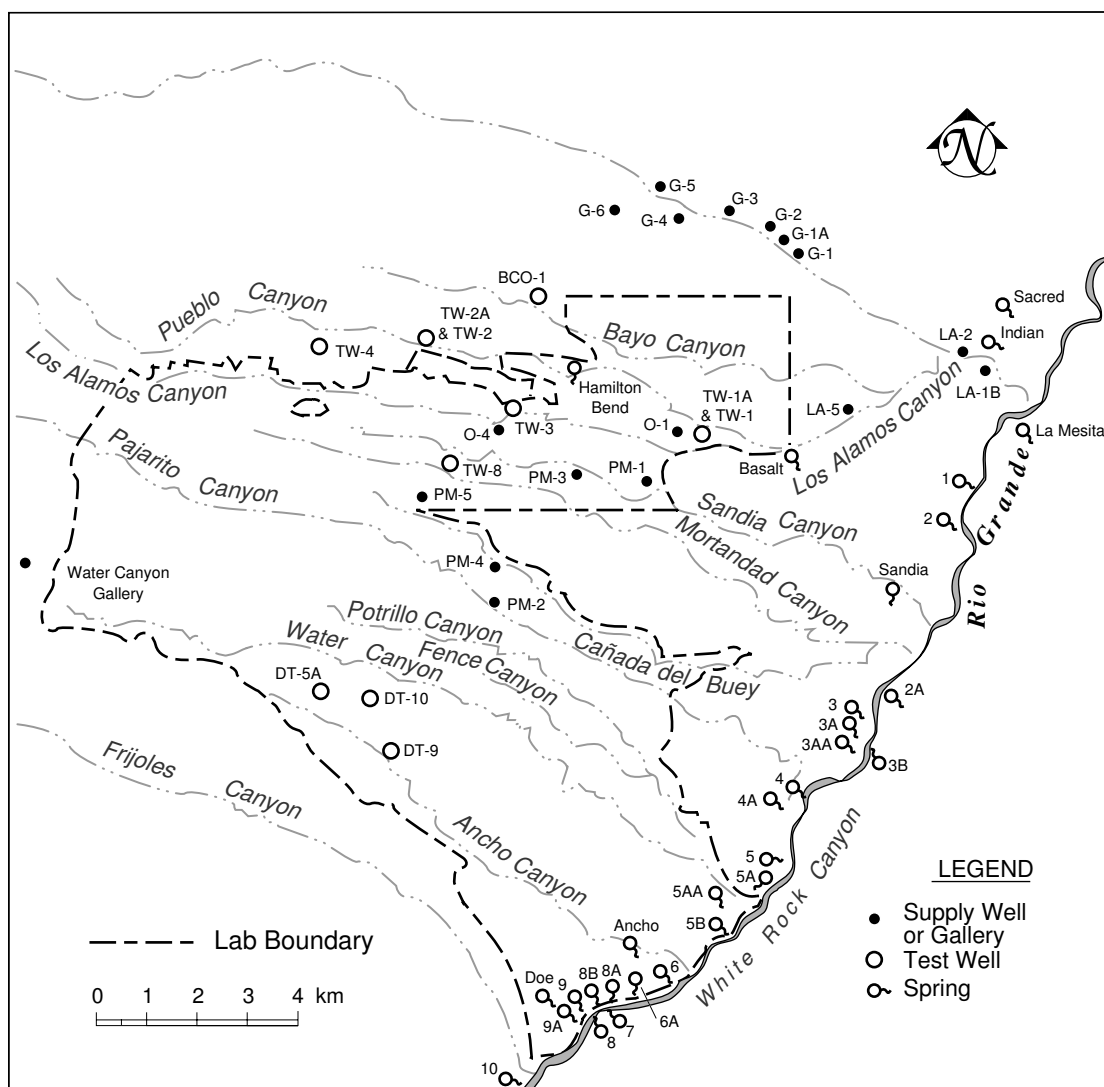 N
G-5
G-3
G-6
G-4
G-2
G-1A
G-1
BCO-1
Sacred
Pueblo Canyon
TW-2A
& TW-2
Indian
LA-2
Bayo Canyon
TW-4
Los Alamos Canyon
Hamilton
Bend
LA-1B
TW-1A
& TW-1
LA-5
O-4
TW-3
O-1
La Mesita
Basalt
Los Alamos Canyon
Pajarito Canyon
TW-8
PM-3
PM-1
1
PM-5
2
Rio Grande
Sandia Canyon
Mortandad Canyon
Water Canyon
Gallery
PM-4
Sandia
PM-2
Potrillo Canyon
Water Canyon
Fence Canyon
Cañada del Buey
DT-5A
DT-10
2A
3
3A
3AA
3B
DT-9
Frijoles Canyon
4
4A
Ancho Canyon
5
5A
5AA
5B
White Rock Canyon
LEGEND
Supply Well
or Gallery
Test Well
Spring
Lab Boundary
Ancho
6
8A
8B
9
Doe
9A
6A
7
8
10
0 1 2 3 4 km